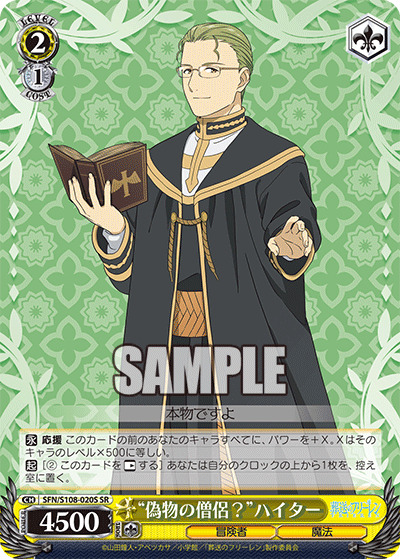 LEVEL
2
1
COST
SAMPLE
本物ですよ
永 応援 このカードの前のあなたのキャラすべてに、パワーを＋X。Xはそのキャラのレベル×500に等しい。
起 ［② このカードをレストする］ あなたは自分のクロックの上から1枚を、控え室に置く。
CH SFN/S108-020S SR
POWER
4500
“偽物の僧侶？”ハイター
葬送のフリーレン
冒険者 魔法
©山田鐘人・アベツカサ／小学館／「葬送のフリーレン」製作委員会